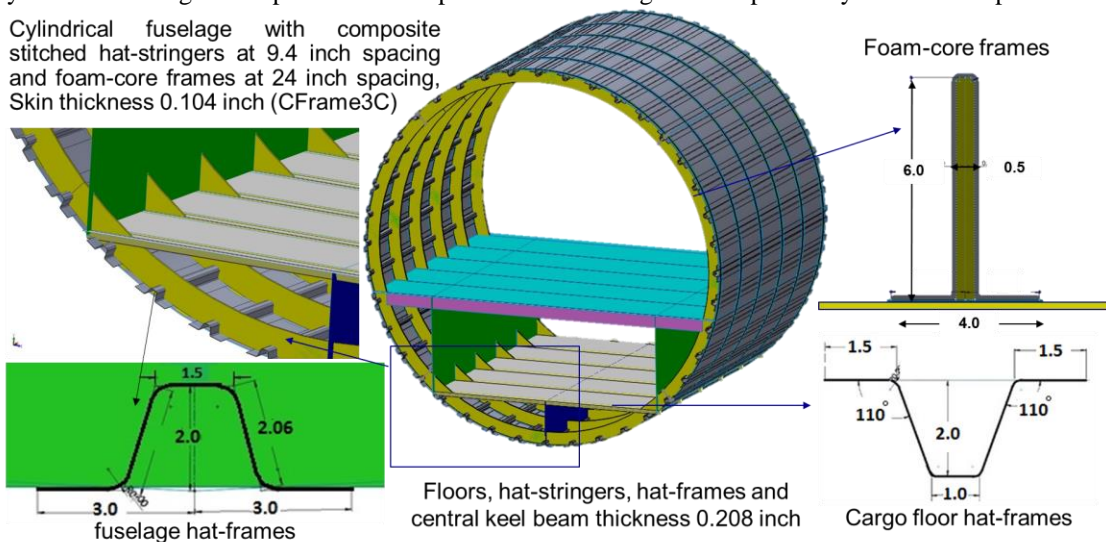 Cylindrical fuselage with composite
stitched hat-stringers at 9.4 inch spacing
and foam-core frames at 24 inch spacing,
Skin thickness 0.104 inch (CFrame3C)
Foam-core frames
6.0
0.5
4.0
1.5
2.0
2.06
3.0
3.0
fuselage hat-frames
Floors, hat-stringers, hat-frames and
central keel beam thickness 0.208 inch
1.5
1.5
110°
110°
2.0
1.0
Cargo floor hat-frames